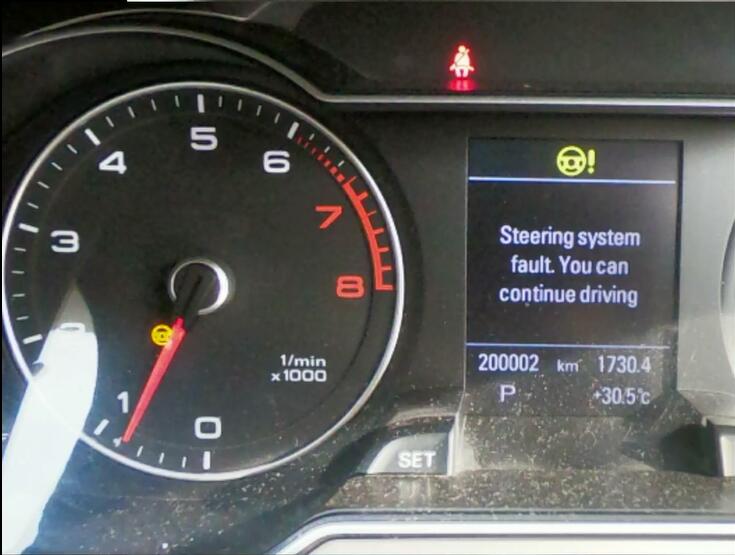 5
4
6
3
7
8
2
1/min
x1000
1
0
Steering system
fault. You can
continue driving
200002 km 1730.4
P +30.5°c
SET